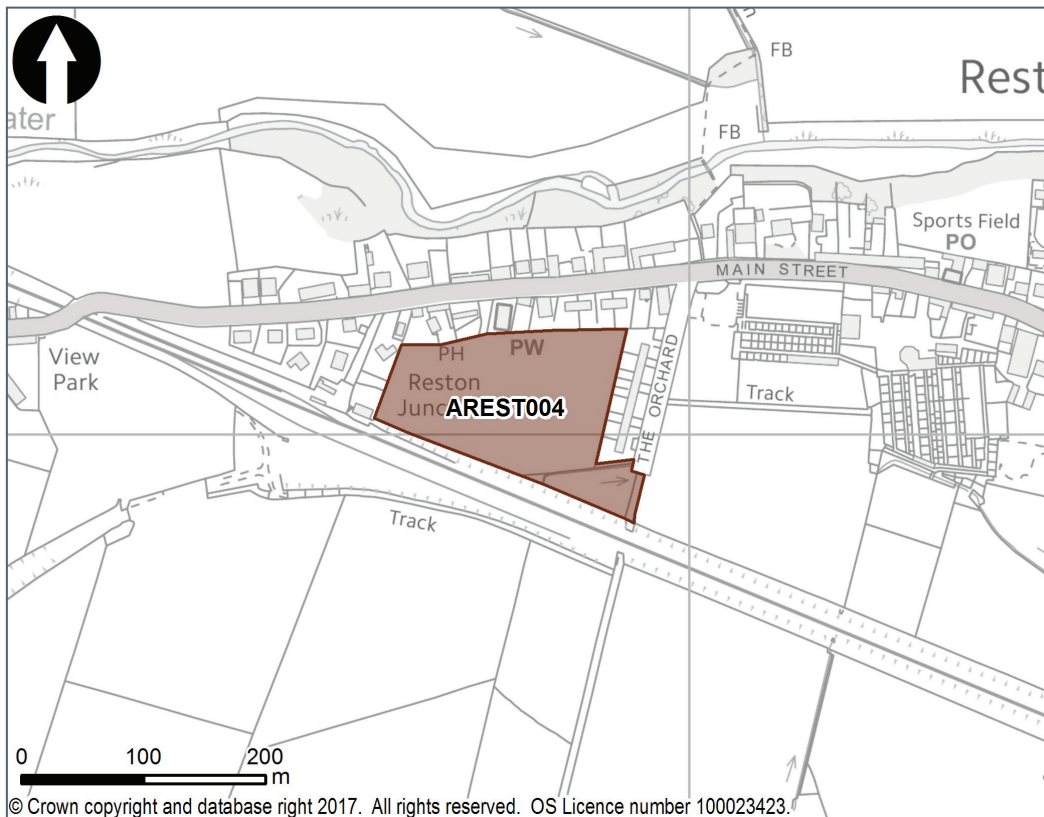 FB
Rest
ater
FB
Sports Field
PO
MAIN STREET
View
Park
PH
PW
Reston
Junc
AREST004
THE ORCHARD
Track
Track
0 100 200
m
© Crown copyright and database right 2017. All rights reserved. OS Licence number 100023423.